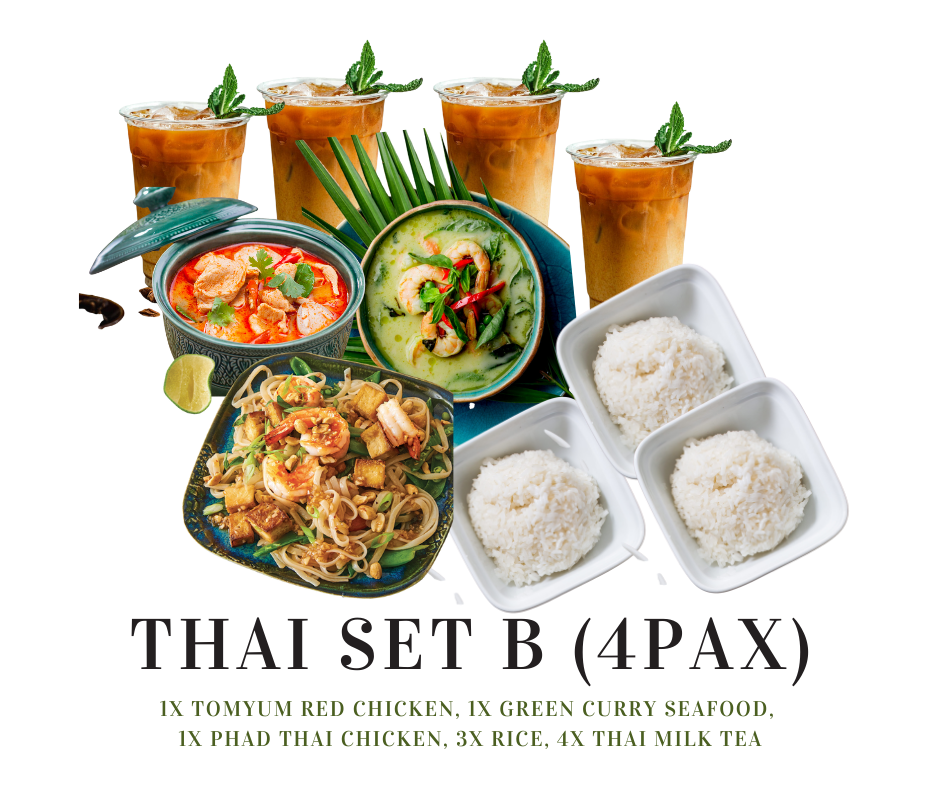 THAI SET B (4PAX)
1X TOMYUM RED CHICKEN, 1X GREEN CURRY SEAFOOD,
1X PHAD THAI CHICKEN, 3X RICE, 4X THAI MILK TEA